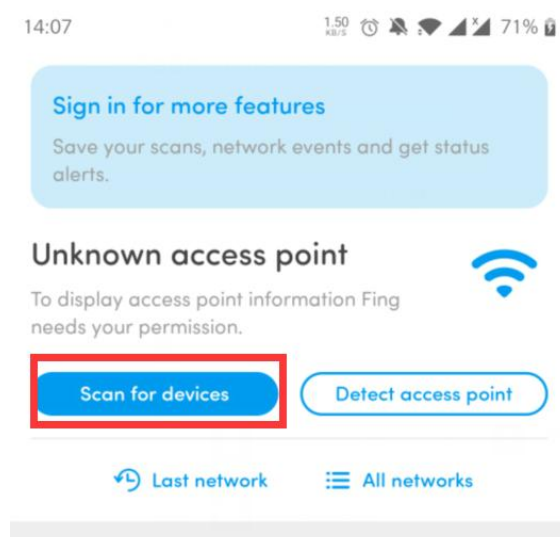 14:07
1.50
KB/S
x
71%
Sign in for more features
Save your scans, network events and get status
alerts.
Unknown access point
To display access point information Fing
needs your permission.
Scan for devices
Detect access point
Last network
All networks